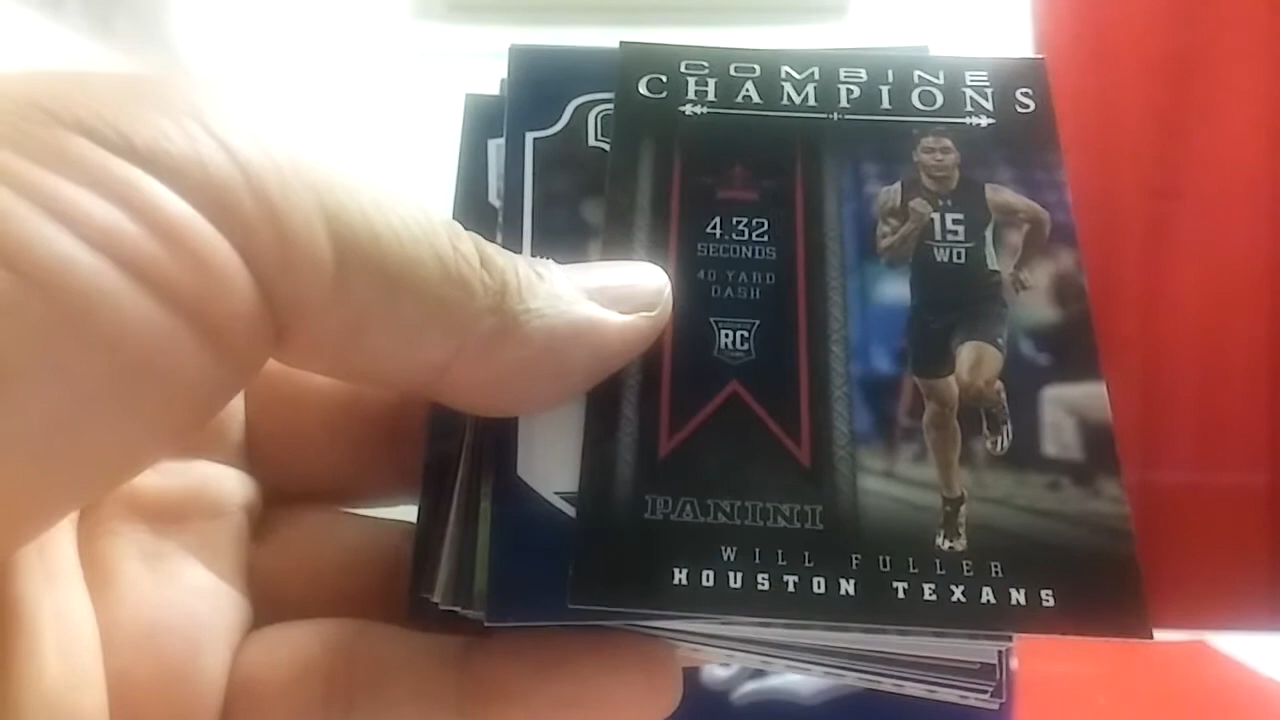 COMBINE
CHAMPIONS
4.32
SECONDS
40 YARD
DASH
RC
15
WO
PANINI
WILL FULLER
HOUSTON TEXANS